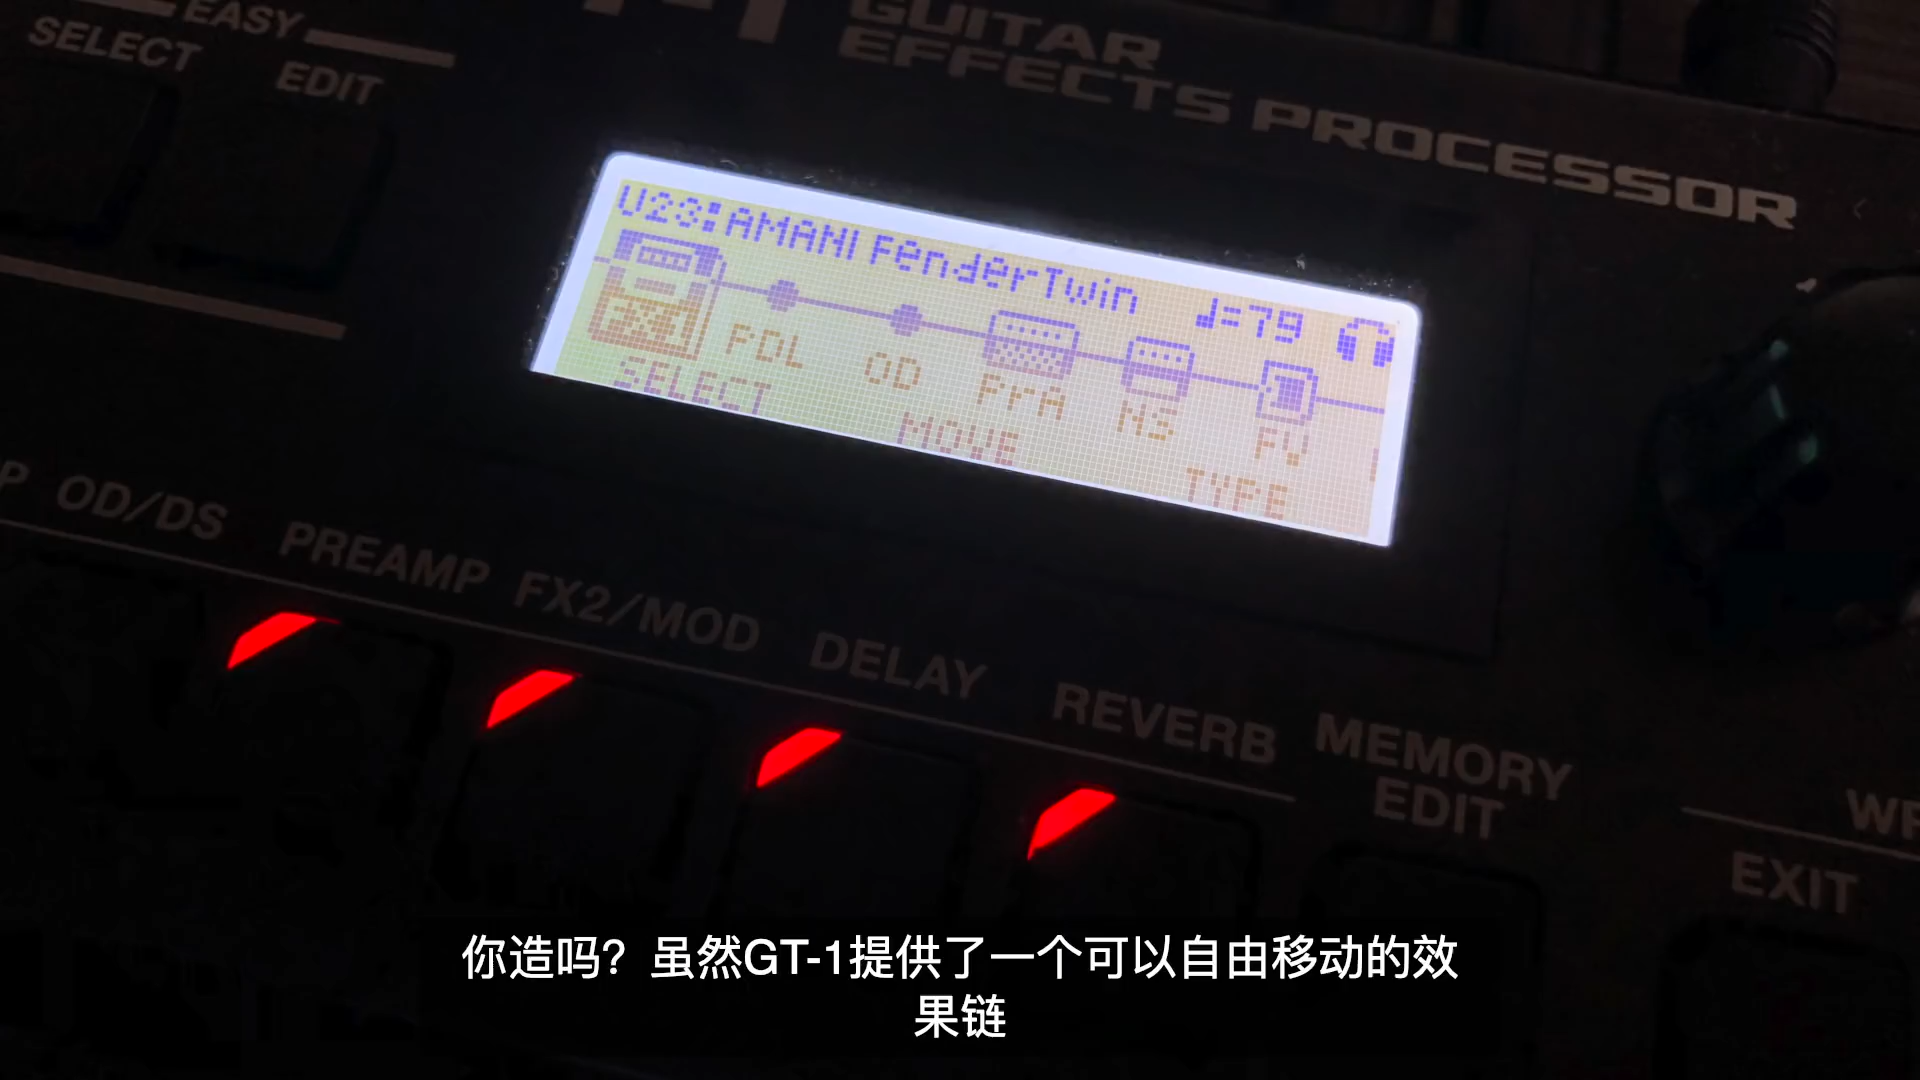 EASY
SELECT
EDIT
GUITAR
EFFECTS PROCESSOR
U23:AMANI FenderTwin
♩=79
FX1 PDL OD PrA NS FV
SELECT MOVE TYPE
P OD/DS PREAMP FX2/MOD DELAY REVERB
MEMORY
EDIT
EXIT
你造吗？虽然GT-1提供了一个可以自由移动的效
果链